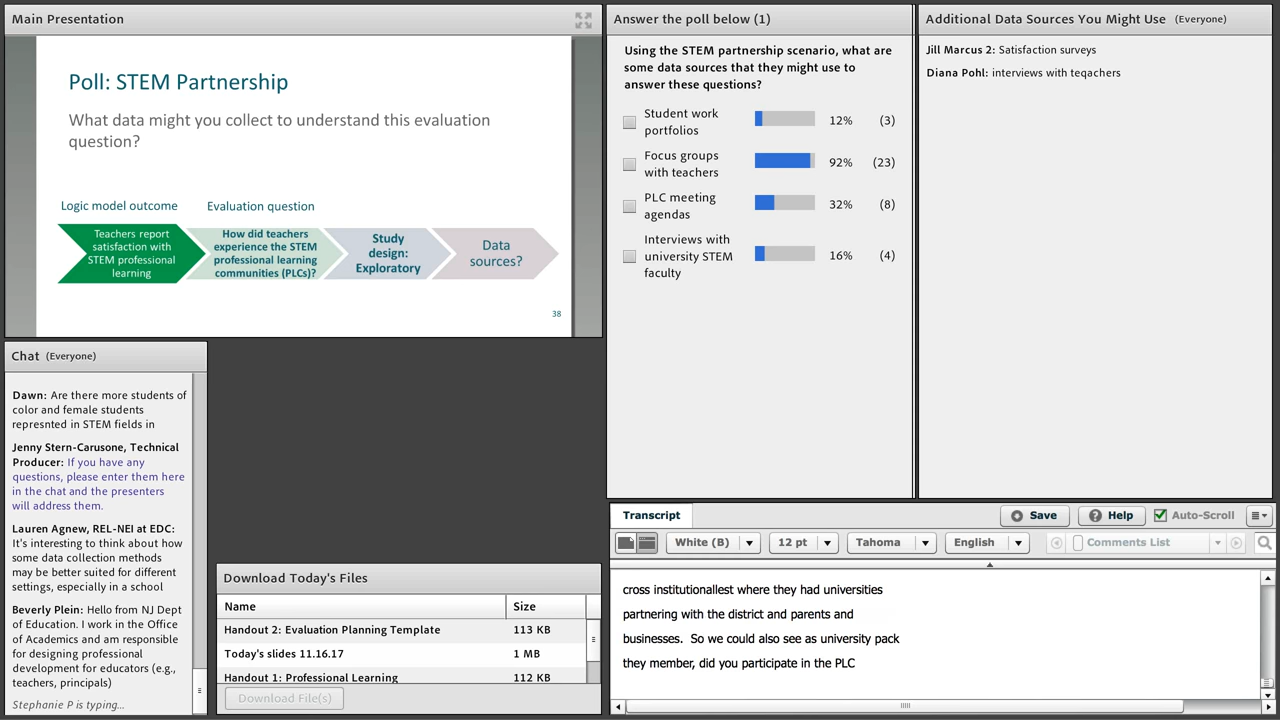 Main Presentation
Poll: STEM Partnership
What data might you collect to understand this evaluation
question?
Logic model outcome
Evaluation question
Teachers report
satisfaction with
STEM professional
learning
How did teachers
experience the STEM
professional learning
communities (PLCs)?
Study
design:
Exploratory
Data
sources?
38
Answer the poll below (1)
Using the STEM partnership scenario, what are
some data sources that they might use to
answer these questions?
Student work
portfolios
12% (3)
Focus groups
with teachers
92% (23)
PLC meeting
agendas
32% (8)
Interviews with
university STEM
faculty
16% (4)
Additional Data Sources You Might Use (Everyone)
Jill Marcus 2: Satisfaction surveys
Diana Pohl: interviews with teqachers
Chat (Everyone)
Dawn: Are there more students of
color and female students
represnted in STEM fields in
Jenny Stern-Carusone, Technical
Producer: If you have any
questions, please enter them here
in the chat and the presenters
will address them.
Lauren Agnew, REL-NEI at EDC:
It's interesting to think about how
some data collection methods
may be better suited for different
settings, especially in a school
Beverly Plein: Hello from NJ Dept
of Education. I work in the Office
of Academics and am responsible
for designing professional
development for educators (e.g.,
teachers, principals)
Stephanie P is typing...
Download Today's Files
Name Size
Handout 2: Evaluation Planning Template 113 KB
Today's slides 11.16.17 1 MB
Handout 1: Professional Learning 112 KB
Download File(s)
Transcript
Save
Help
Auto-Scroll
White (B)
12 pt
Tahoma
English
Comments List
cross institutionallest where they had universities
partnering with the district and parents and
businesses. So we could also see as university pack
they member, did you participate in the PLC